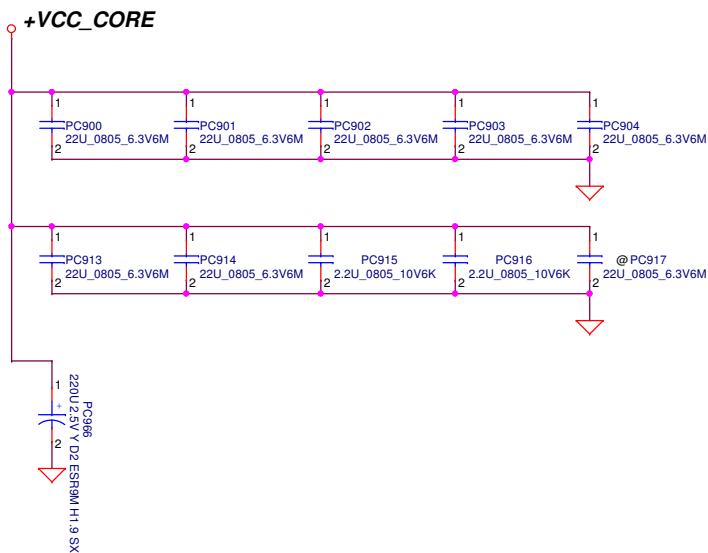 +VCC_CORE
1 1 1 1 1
PC900 PC901 PC902 PC903 PC904
22U_0805_6.3V6M 22U_0805_6.3V6M 22U_0805_6.3V6M 22U_0805_6.3V6M 22U_0805_6.3V6M
2 2 2 2 2
1 1 1 1 1
PC913 PC914 PC915 PC916 @PC917
22U_0805_6.3V6M 22U_0805_6.3V6M 2.2U_0805_10V6K 2.2U_0805_10V6K 22U_0805_6.3V6M
2 2 2 2 2
1
+
2
PC966
220U 2.5V Y D2 ESR9M H1.9 SX